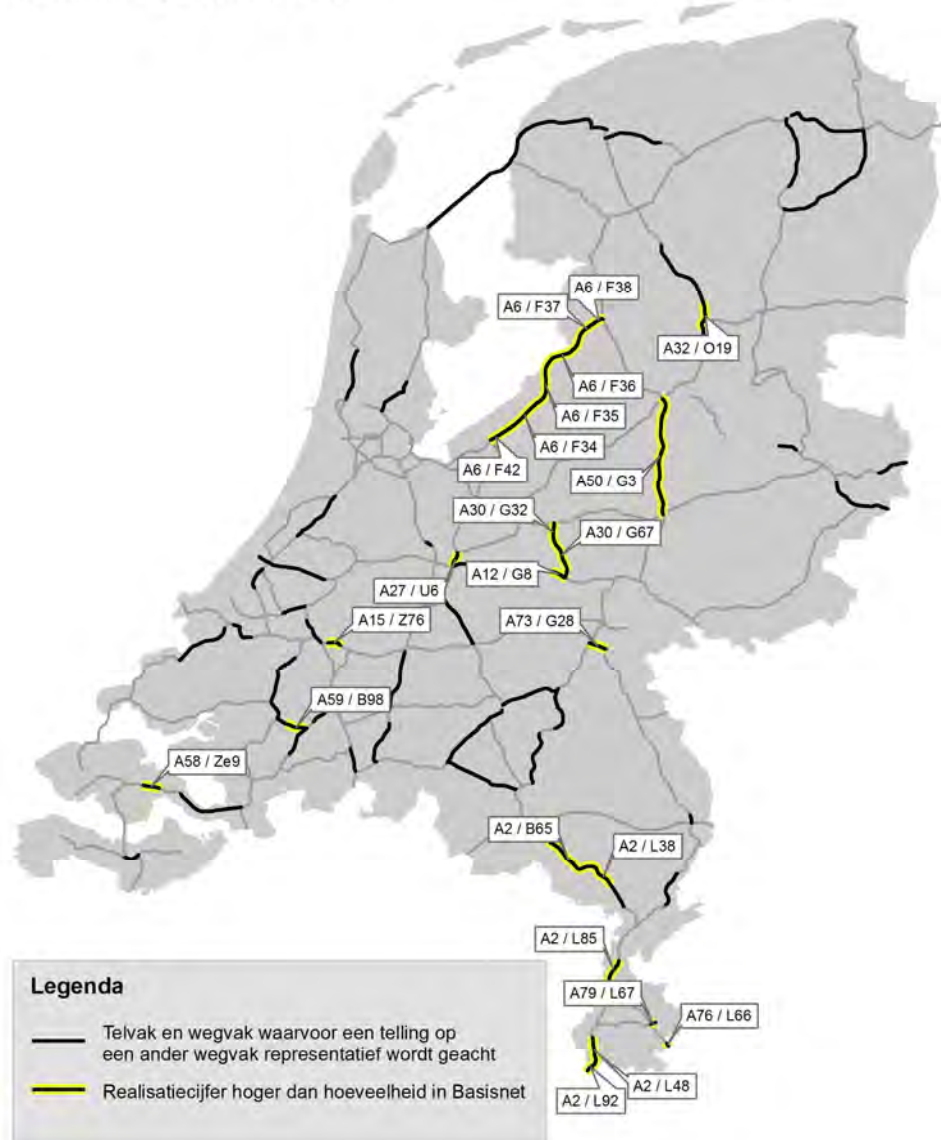 A6 / F38
A6 / F37
A32 / O19
A6 / F36
A6 / F35
A6 / F34
A6 / F42
A50 / G3
A30 / G32
A30 / G67
A12 / G8
A27 / U6
A15 / Z76
A73 / G28
A59 / B98
A58 / Ze9
A2 / B65
A2 / L38
A2 / L85
A79 / L67
A76 / L66
A2 / L48
A2 / L92
Legenda
Telvak en wegvak waarvoor een telling op
een ander wegvak representatief wordt geacht
Realisatiecijfer hoger dan hoeveelheid in Basisnet